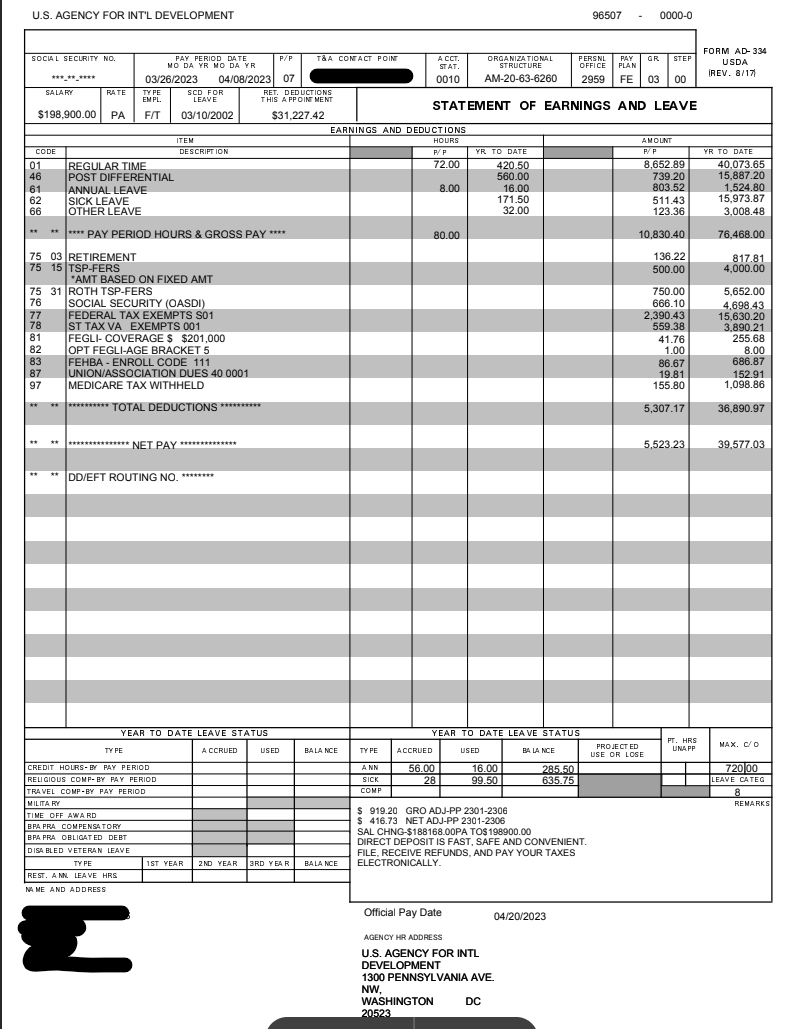 U.S. AGENCY FOR INT'L DEVELOPMENT 96507 - 0000-0
FORM AD-334
USDA
(REV. 8/17)
SOCIAL SECURITY NO. PAY PERIOD DATE P/P T&A CONTACT POINT ACCT. ORGANIZATIONAL PERSNL PAY GR. STEP
MO DA YR MO DA YR STAT. STRUCTURE OFFICE PLAN
***-**-**** 03/26/2023 04/08/2023 07 0010 AM-20-63-6260 2959 FE 03 00
SALARY RATE TYPE SCD FOR RET. DEDUCTIONS
EMPL. LEAVE THIS APPOINTMENT
$198,900.00 PA F/T 03/10/2002 $31,227.42
STATEMENT OF EARNINGS AND LEAVE
EARNINGS AND DEDUCTIONS
ITEM HOURS AMOUNT
CODE DESCRIPTION P/P YR. TO DATE P/P YR TO DATE
01 REGULAR TIME 72.00 420.50 8,652.89 40,073.65
46 POST DIFFERENTIAL 560.00 739.20 15,887.20
61 ANNUAL LEAVE 8.00 16.00 803.52 1,524.80
62 SICK LEAVE 171.50 511.43 15,973.87
66 OTHER LEAVE 32.00 123.36 3,008.48
** ** **** PAY PERIOD HOURS & GROSS PAY **** 80.00 10,830.40 76,468.00
75 03 RETIREMENT 136.22 817.81
75 15 TSP-FERS 500.00 4,000.00
*AMT BASED ON FIXED AMT
75 31 ROTH TSP-FERS 750.00 5,652.00
76 SOCIAL SECURITY (OASDI) 666.10 4,698.43
77 FEDERAL TAX EXEMPTS S01 2,390.43 15,630.20
78 ST TAX VA EXEMPTS 001 559.38 3,890.21
81 FEGLI- COVERAGE $ $201,000 41.76 255.68
82 OPT FEGLI-AGE BRACKET 5 1.00 8.00
83 FEHBA - ENROLL CODE 111 86.67 686.87
87 UNION/ASSOCIATION DUES 40 0001 19.81 152.91
97 MEDICARE TAX WITHHELD 155.80 1,098.86
** ** ********** TOTAL DEDUCTIONS ********** 5,307.17 36,890.97
** ** *************** NET PAY ************** 5,523.23 39,577.03
** ** DD/EFT ROUTING NO. ********
YEAR TO DATE LEAVE STATUS
TYPE ACCRUED USED BALANCE
CREDIT HOURS-BY PAY PERIOD
RELIGIOUS COMP-BY PAY PERIOD
TRAVEL COMP-BY PAY PERIOD
MILITARY
TIME OFF AWARD
BPAPRA COMPENSATORY
BPAPRA OBLIGATED DEBT
DISABLED VETERAN LEAVE
TYPE 1ST YEAR 2ND YEAR 3RD YEAR BALANCE
REST. ANN. LEAVE HRS.
NAME AND ADDRESS
YEAR TO DATE LEAVE STATUS
TYPE ACCRUED USED BALANCE PROJECTED PT. HRS MAX. C/O
USE OR LOSE UNAPP
ANN 56.00 16.00 285.50 720|00
SICK 28 99.50 635.75 LEAVE CATEG
COMP 8
REMARKS
$ 919.20 GRO ADJ-PP 2301-2306
$ 416.73 NET ADJ-PP 2301-2306
SAL CHNG-$188168.00PA TO$198900.00
DIRECT DEPOSIT IS FAST, SAFE AND CONVENIENT.
FILE, RECEIVE REFUNDS, AND PAY YOUR TAXES
ELECTRONICALLY.
Official Pay Date 04/20/2023
AGENCY HR ADDRESS
U.S. AGENCY FOR INTL
DEVELOPMENT
1300 PENNSYLVANIA AVE.
NW,
WASHINGTON DC
20523